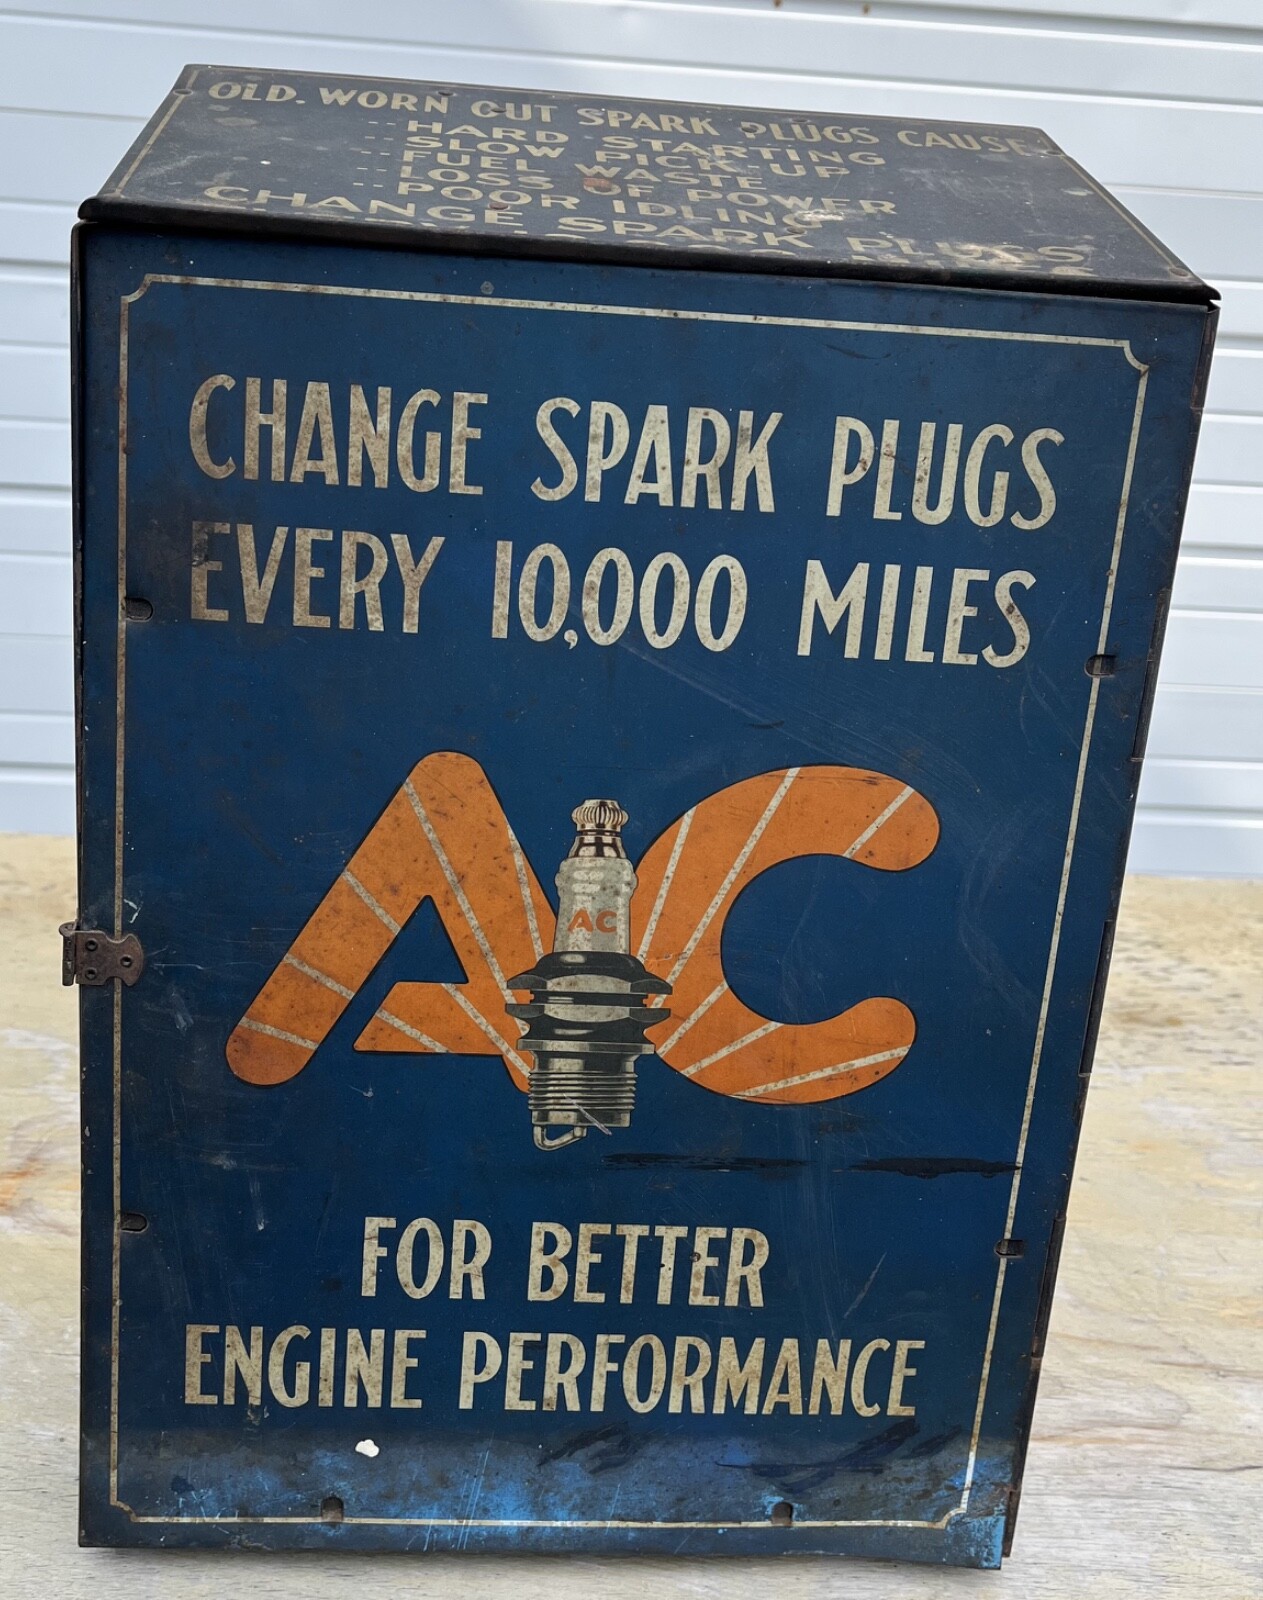 OLD. WORN OUT SPARK PLUGS CAUSE:
-- HARD STARTING
-- SLOW PICK-UP
-- FUEL WASTE
-- LOSS OF POWER
-- POOR IDLING
CHANGE SPARK PLUGS
CHANGE SPARK PLUGS
EVERY 10,000 MILES
AC
AC
FOR BETTER
ENGINE PERFORMANCE